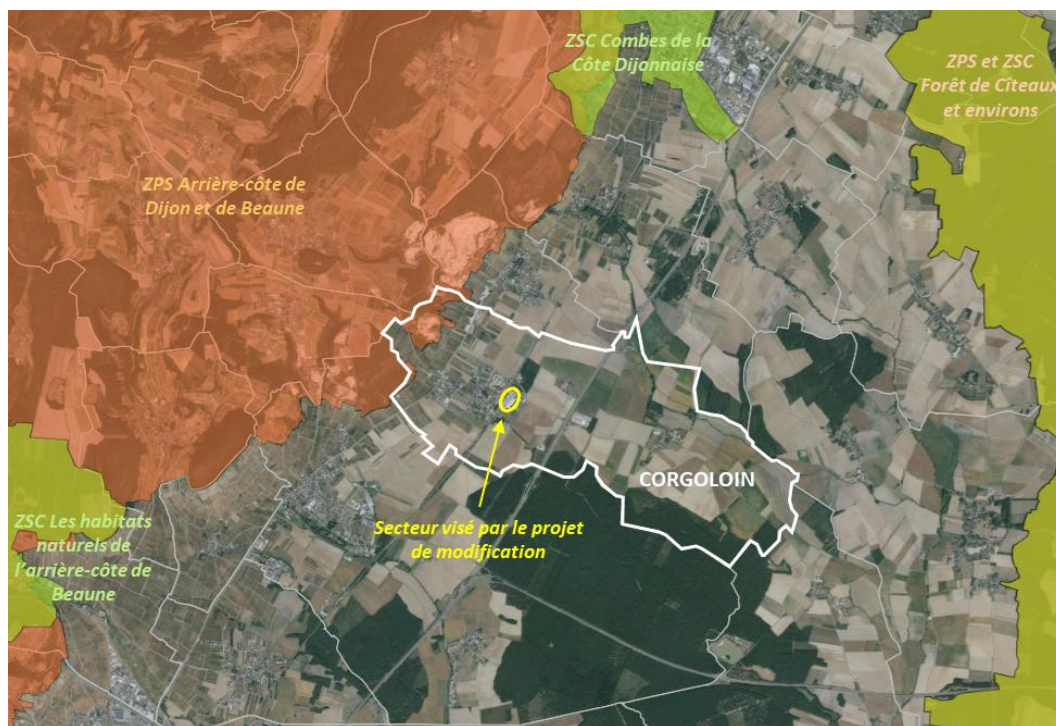 ZSC Combes de la
Côte Dijonnaise
ZPS et ZSC
Forêt de Cîteaux
et environs
ZPS Arrière-côte de
Dijon et de Beaune
CORGOLOIN
ZSC Les habitats
naturels de
l'arrière-côte de
Beaune
Secteur visé par le projet
de modification